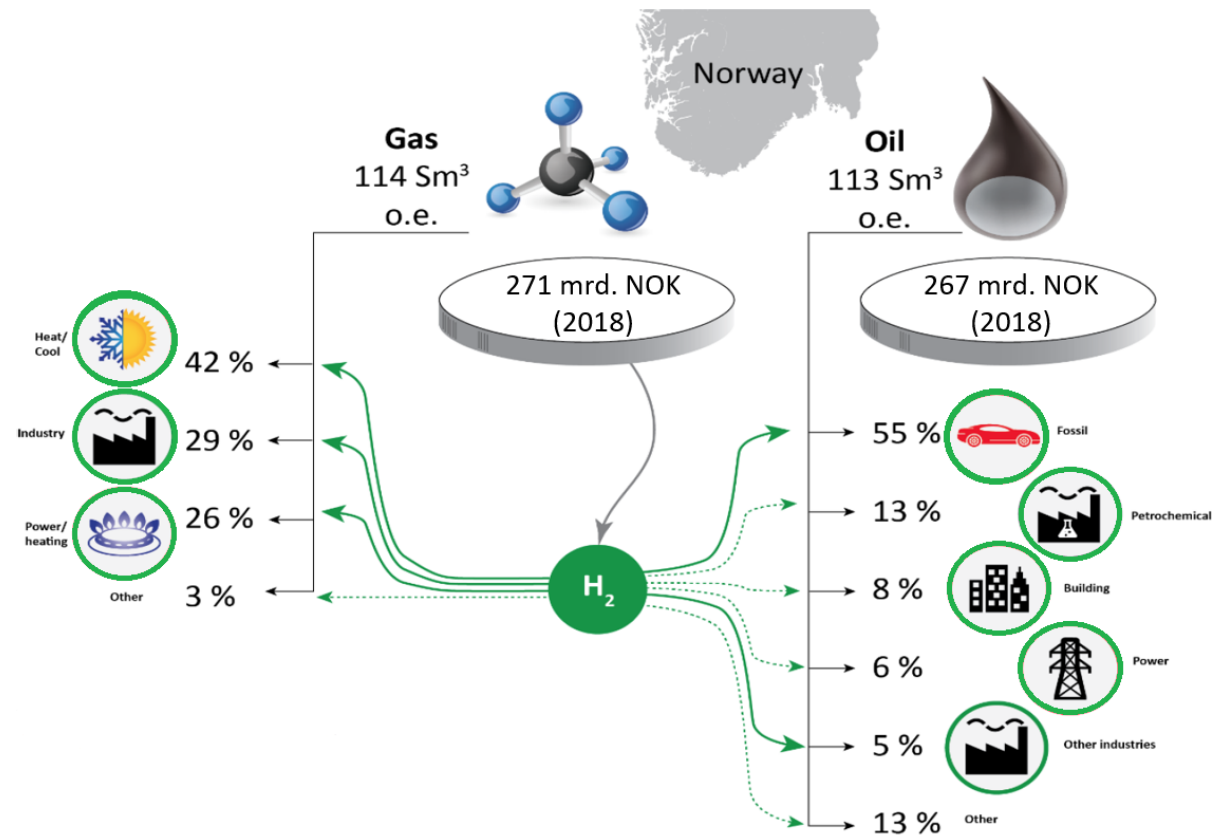 Norway
Gas
114 Sm³
o.e.
Oil
113 Sm³
o.e.
271 mrd. NOK
(2018)
267 mrd. NOK
(2018)
Heat/
Cool
42 %
Industry
29 %
Power/
heating
26 %
Other
3 %
H₂
55 %
Fossil
13 %
Petrochemical
8 %
Building
6 %
Power
5 %
Other industries
13 %
Other